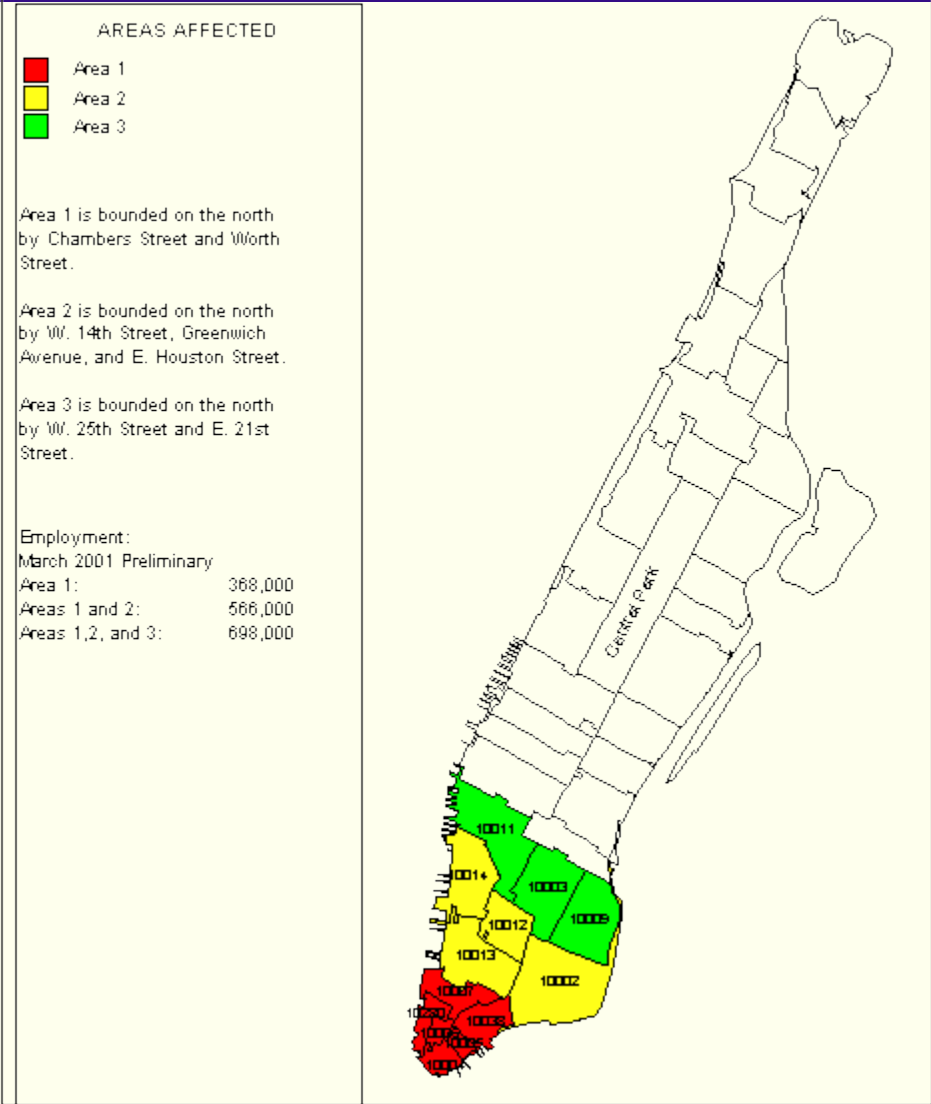 AREAS AFFECTED
Area 1
Area 2
Area 3
Area 1 is bounded on the north
by Chambers Street and Worth
Street.
Area 2 is bounded on the north
by W. 14th Street, Greenwich
Avenue, and E. Houston Street.
Area 3 is bounded on the north
by W. 25th Street and E. 21st
Street.
Employment:
March 2001 Preliminary
Area 1: 368,000
Areas 1 and 2: 566,000
Areas 1,2, and 3: 698,000
Central Park
10011
10014
10003
10009
10012
10013
10002
10007
10038